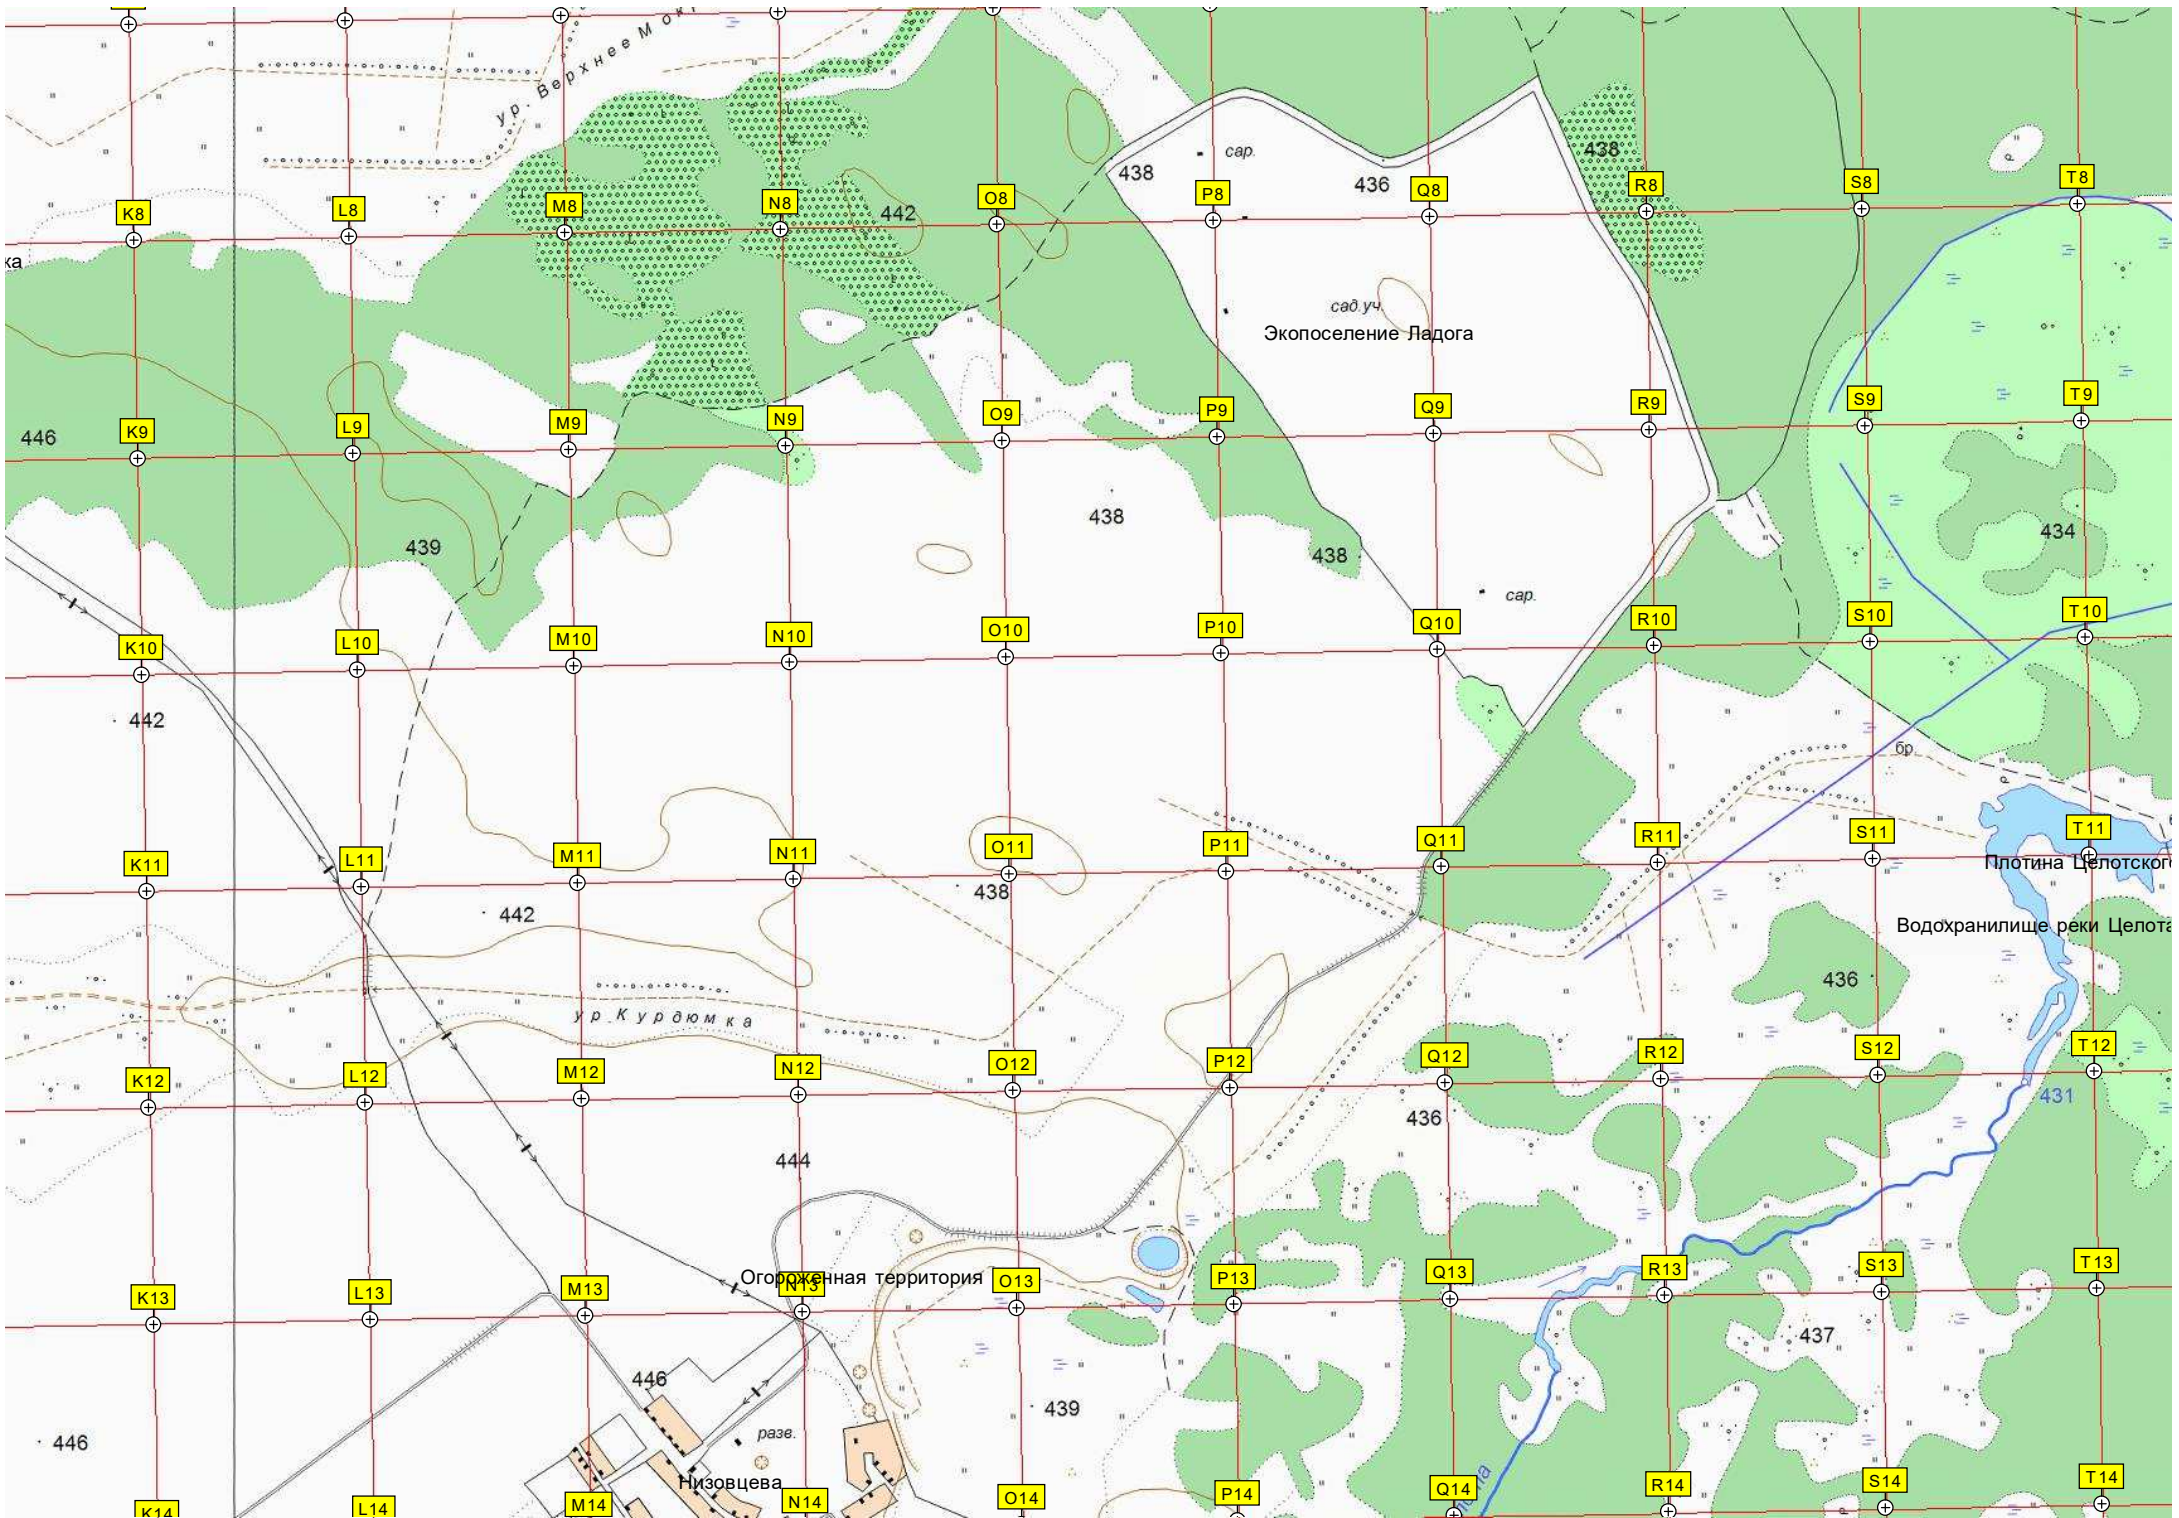 ур. Верхнее Мок
438
сар.
436
438
K8
L8
M8
N8
442
O8
P8
Q8
R8
S8
T8
ка
сад.уч.
Экопоселение Ладога
446
K9
L9
M9
N9
O9
P9
Q9
R9
S9
T9
439
438
438
434
сар.
K10
L10
M10
N10
O10
P10
Q10
R10
S10
T10
442
бр.
K11
L11
M11
N11
O11
P11
Q11
R11
S11
T11
Плотина Целотског
442
438
Водохранилище реки Целота
436
ур.Курдюмка
K12
L12
M12
N12
O12
P12
Q12
R12
S12
T12
431
436
444
Огороженная территория
K13
L13
M13
N13
O13
P13
Q13
R13
S13
T13
437
446
439
446
разв.
Низовцева
K14
L14
M14
N14
O14
P14
Q14
R14
S14
T14